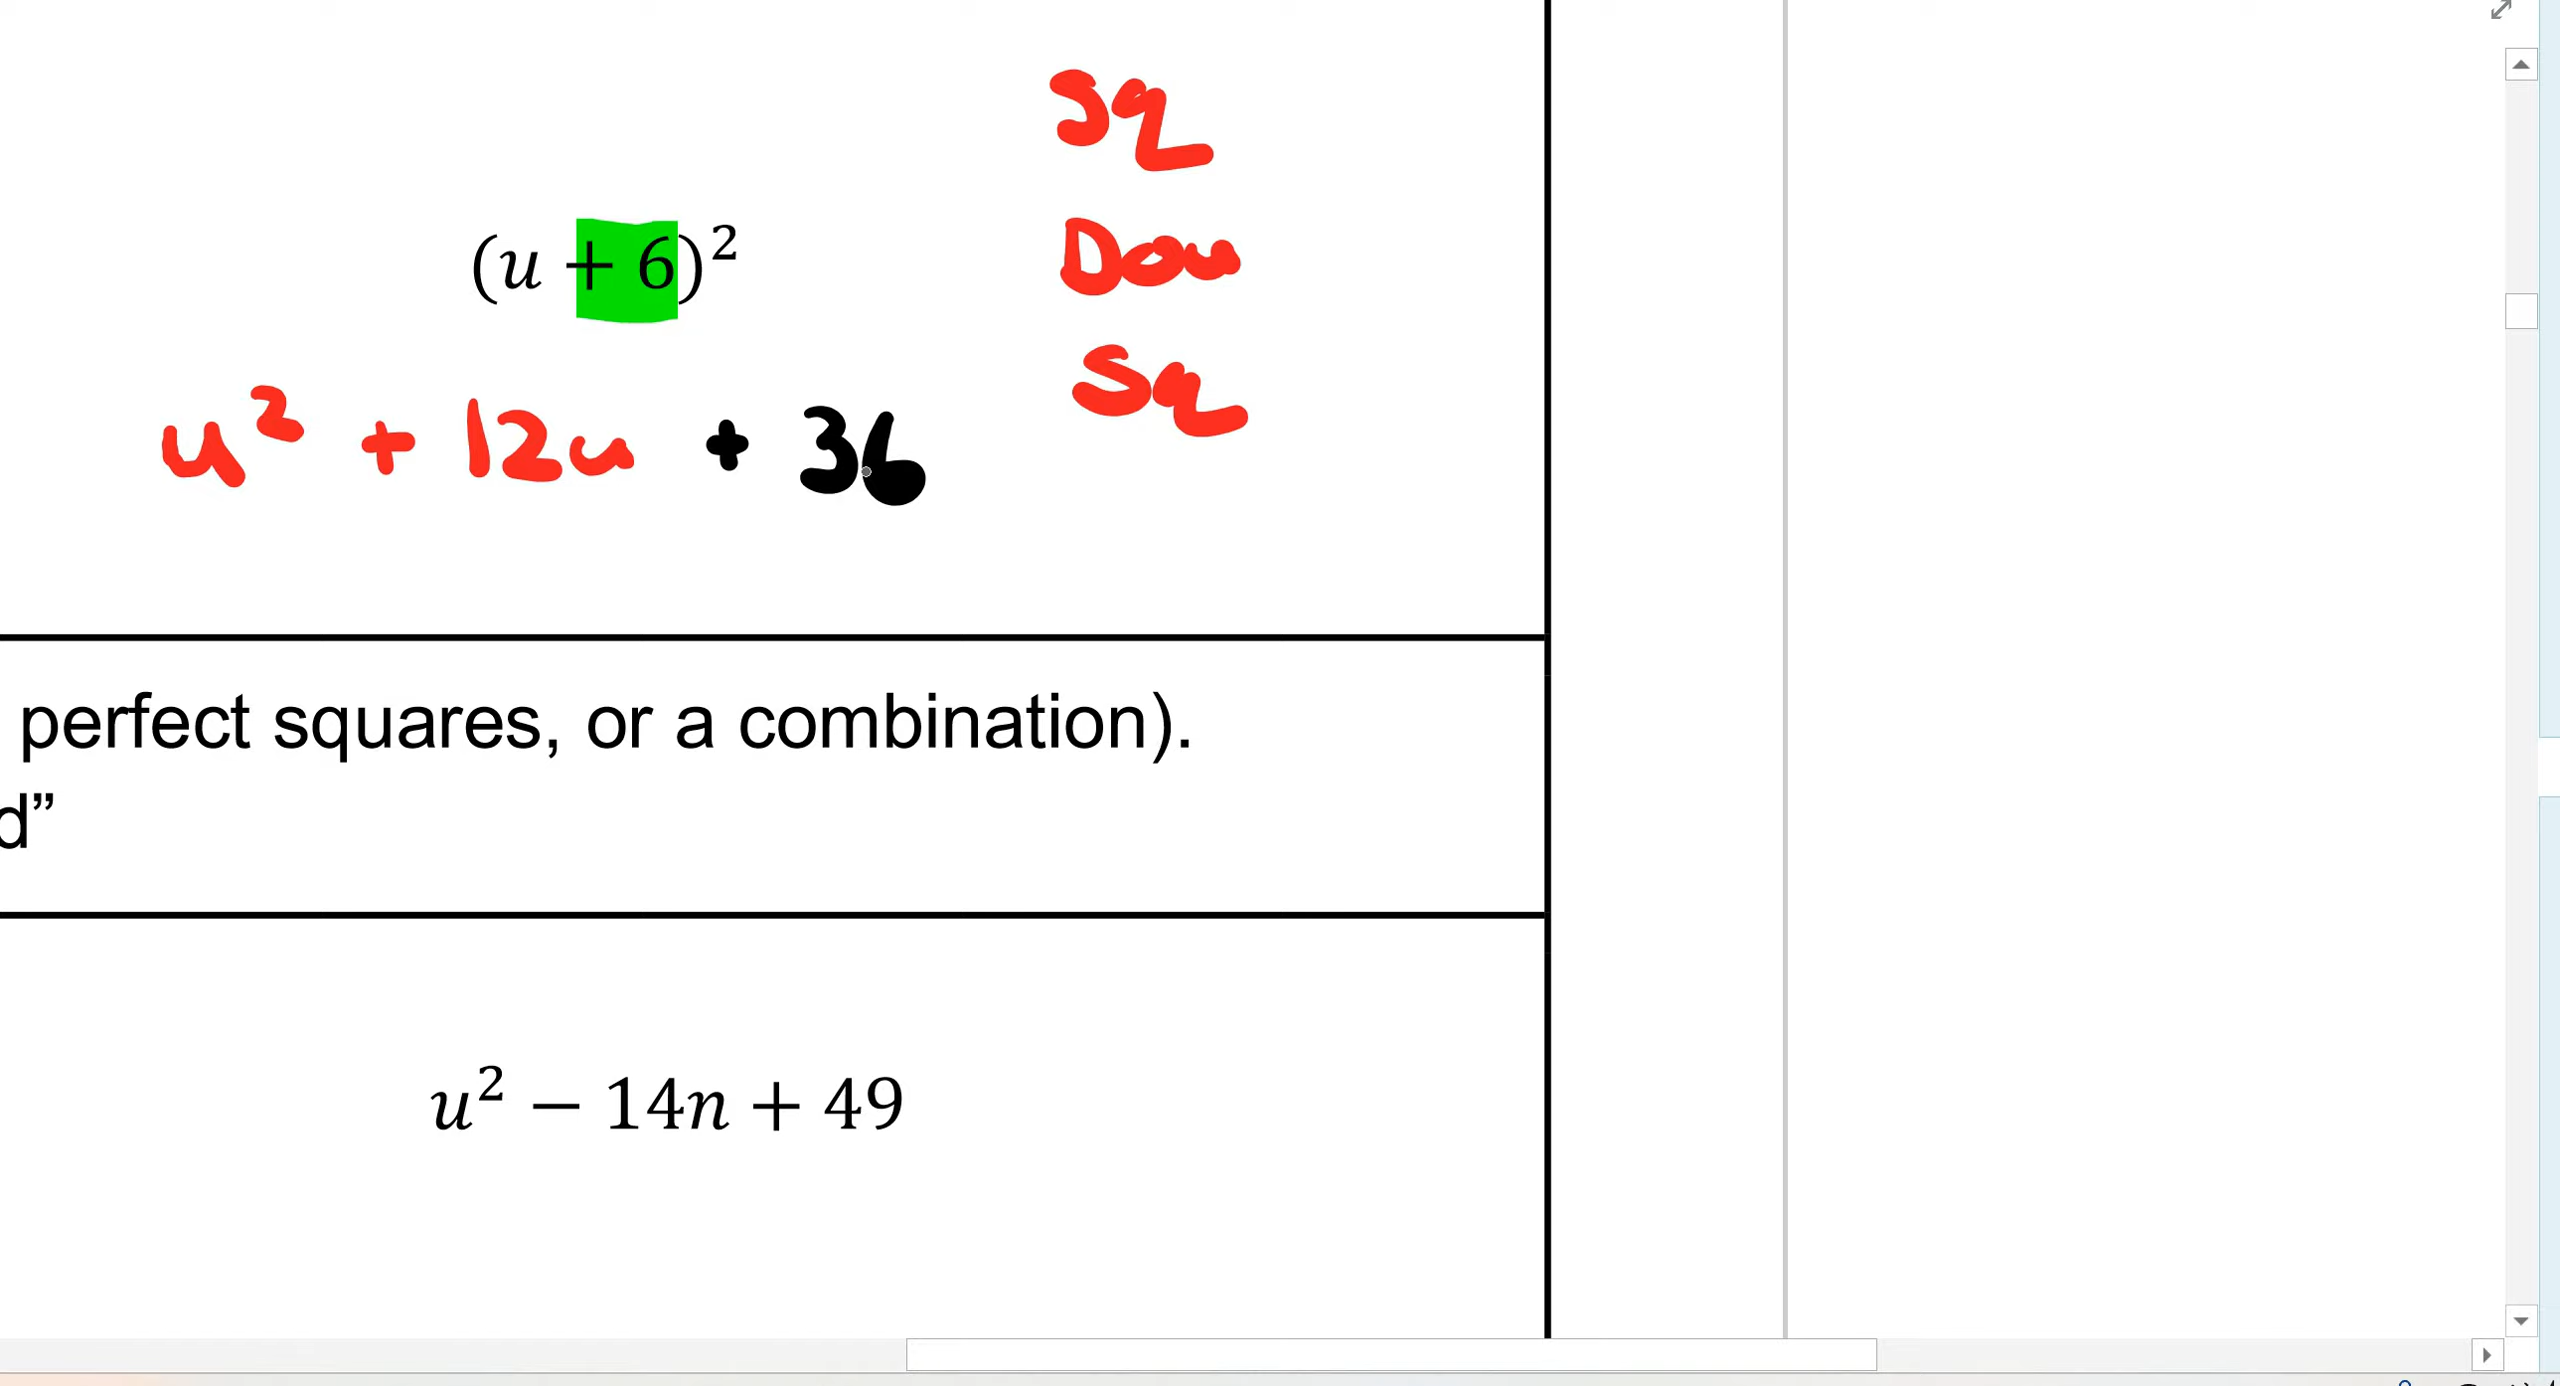 Sq
(u + 6)²
Dou
Sq
u² + 12u + 36
perfect squares, or a combination).
d”
u² − 14n + 49